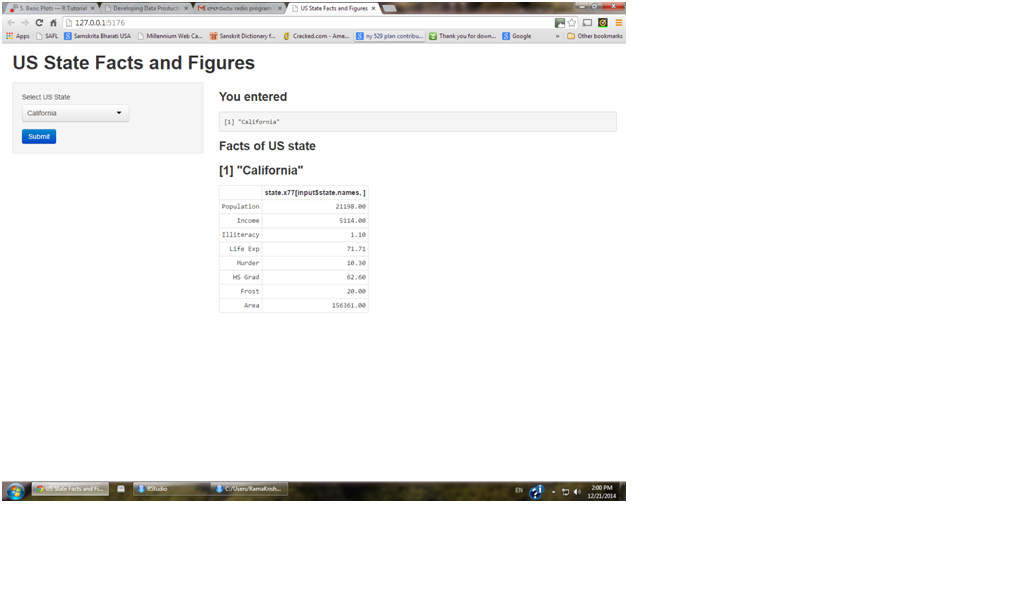 5. Basic Plots — R Tutorial
Developing Data Product
radio program
US State Facts and Figures
127.0.0.1:5176
Apps SAFL Samskrita Bharati USA Millennium Web Ca... Sanskrit Dictionary f... Cracked.com - Ame... ny 529 plan contribu... Thank you for down... Google » Other bookmarks
US State Facts and Figures
Select US State
California
Submit
You entered
[1] "California"
Facts of US state
[1] "California"
state.x77[input$state.names, ]
Population 21198.00
Income 5114.00
Illiteracy 1.10
Life Exp 71.71
Murder 10.30
HS Grad 62.60
Frost 20.00
Area 156361.00
US State Facts and Fi... RStudio C:/Users/RamaKrish... EN 2:00 PM
12/21/2014